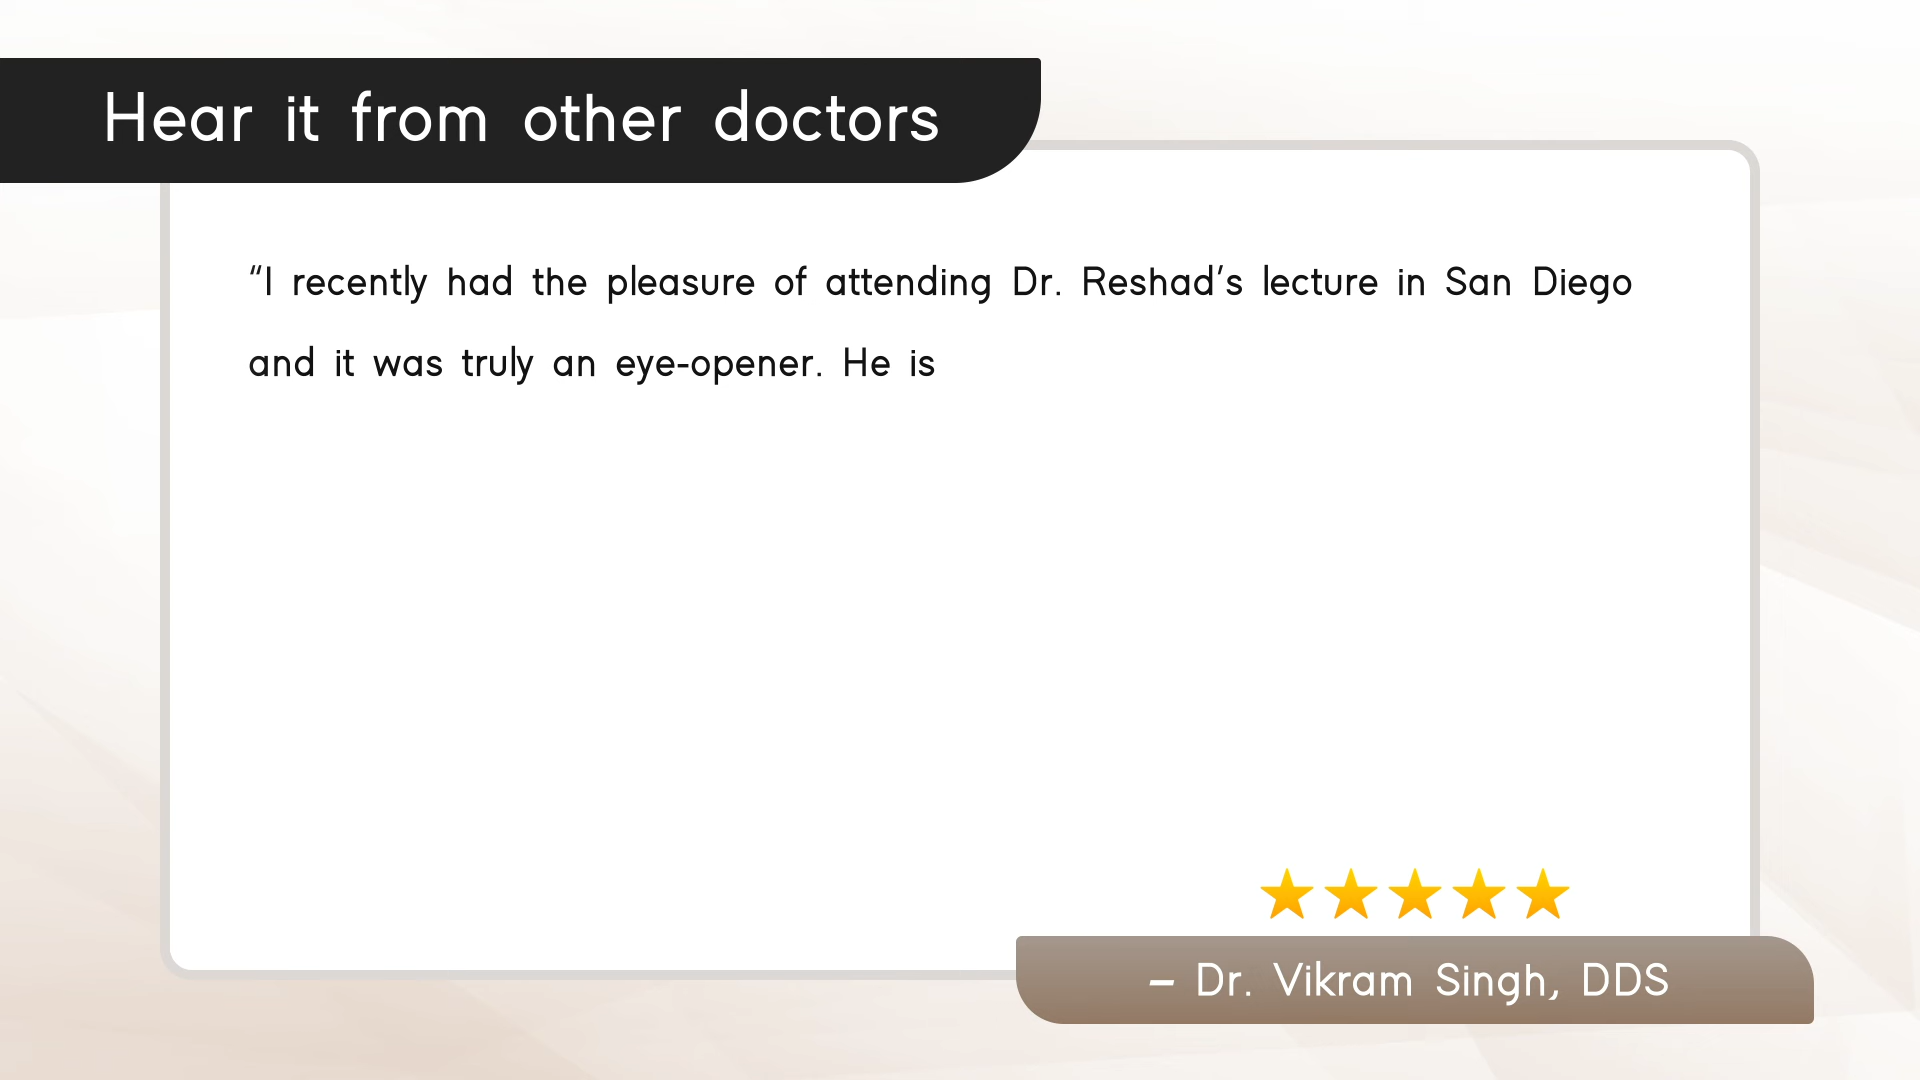 Hear it from other doctors
“I recently had the pleasure of attending Dr. Reshad’s lecture in San Diego
and it was truly an eye-opener. He is
– Dr. Vikram Singh, DDS